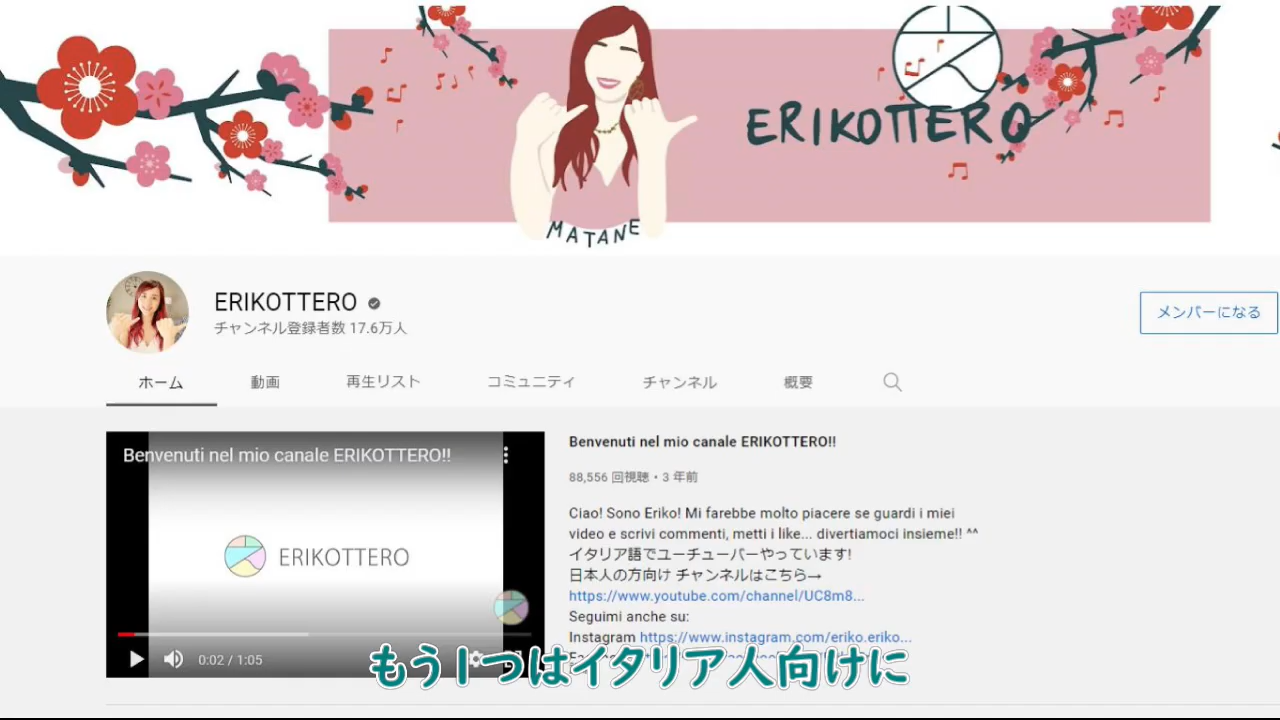 ERIKOTTERO
MATANE
ERIKOTTERO
チャンネル登録者数 17.6万人
メンバーになる
ホーム 動画 再生リスト コミュニティ チャンネル 概要
Benvenuti nel mio canale ERIKOTTERO!!
ERIKOTTERO
0:02 / 1:05
Benvenuti nel mio canale ERIKOTTERO!!
88,556 回視聴・3 年前
Ciao! Sono Eriko! Mi farebbe molto piacere se guardi i miei
video e scrivi commenti, metti i like... divertiamoci insieme!! ^^
イタリア語でユーチューバーやっています!
日本人の方向け チャンネルはこちら→
https://www.youtube.com/channel/UC8m8...
Seguimi anche su:
Instagram https://www.instagram.com/eriko.eriko...
もう1つはイタリア人向けに